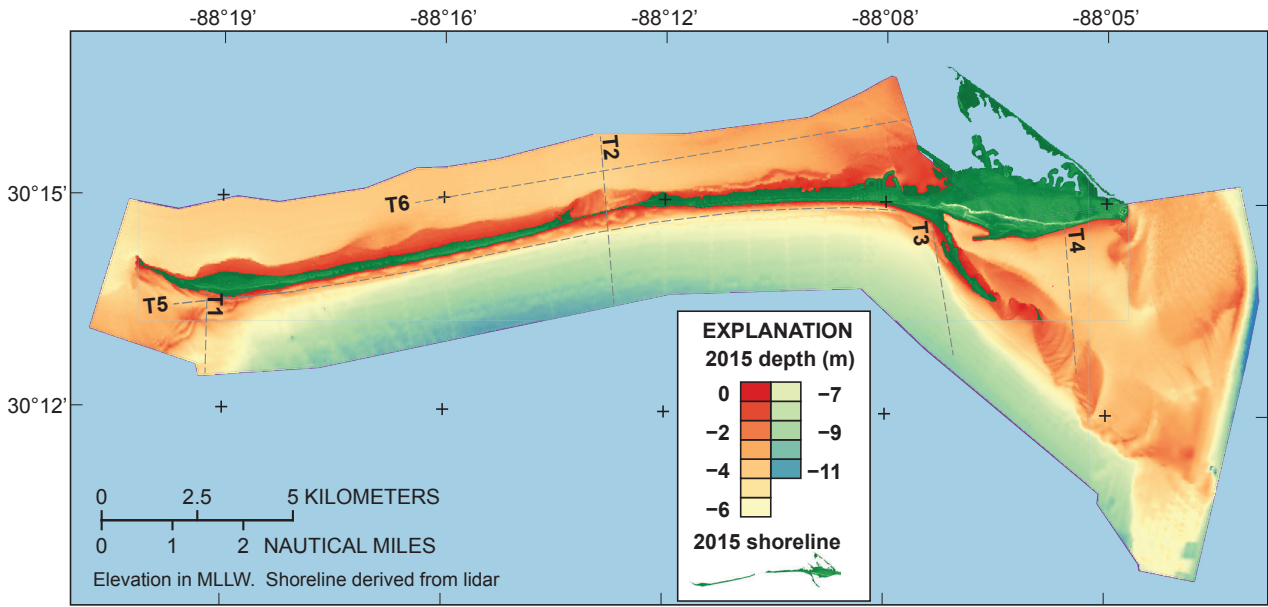 -88°19' -88°16' -88°12' -88°08' -88°05'
30°15'
30°12'
T2
T6
T3
T4
T5
T1
EXPLANATION
2015 depth (m)
0 −7
−2 −9
−4 −11
−6
2015 shoreline
0 2.5 5 KILOMETERS
0 1 2 NAUTICAL MILES
Elevation in MLLW. Shoreline derived from lidar